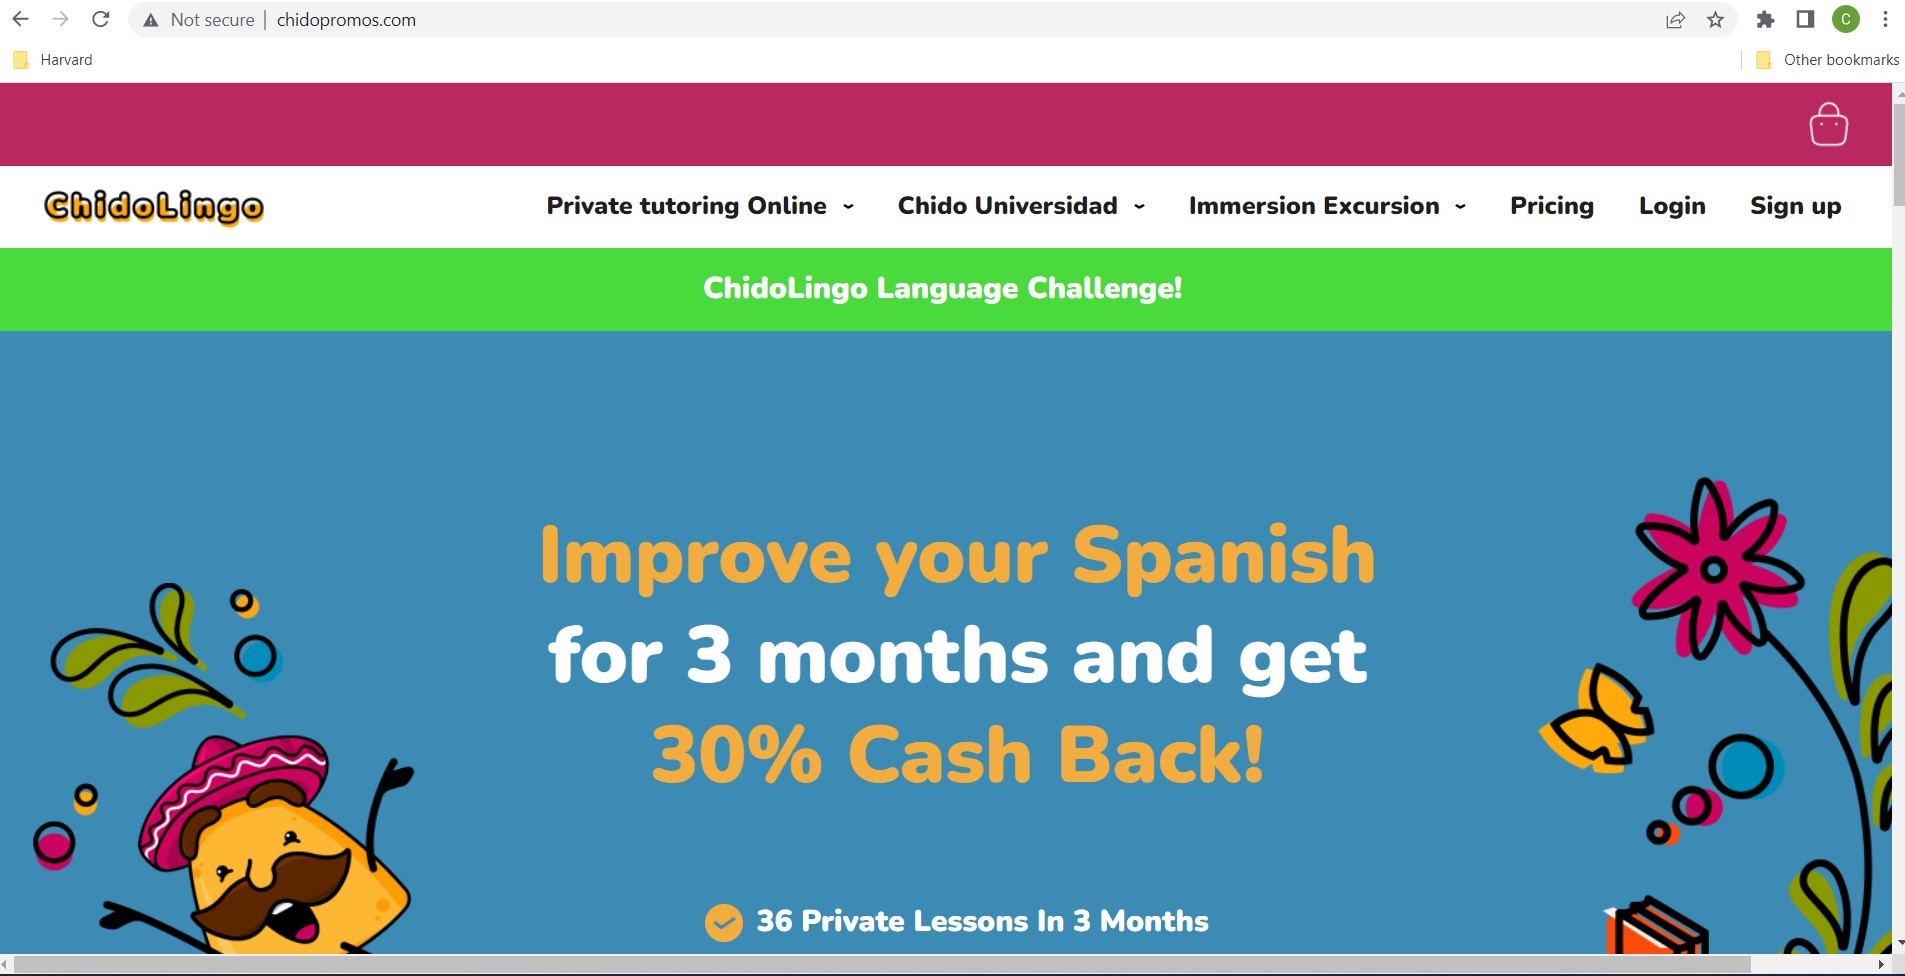 Not secure | chidopromos.com
C
Harvard
Other bookmarks
ChidoLingo
Private tutoring Online
Chido Universidad
Immersion Excursion
Pricing
Login
Sign up
ChidoLingo Language Challenge!
Improve your Spanish
for 3 months and get
30% Cash Back!
36 Private Lessons In 3 Months